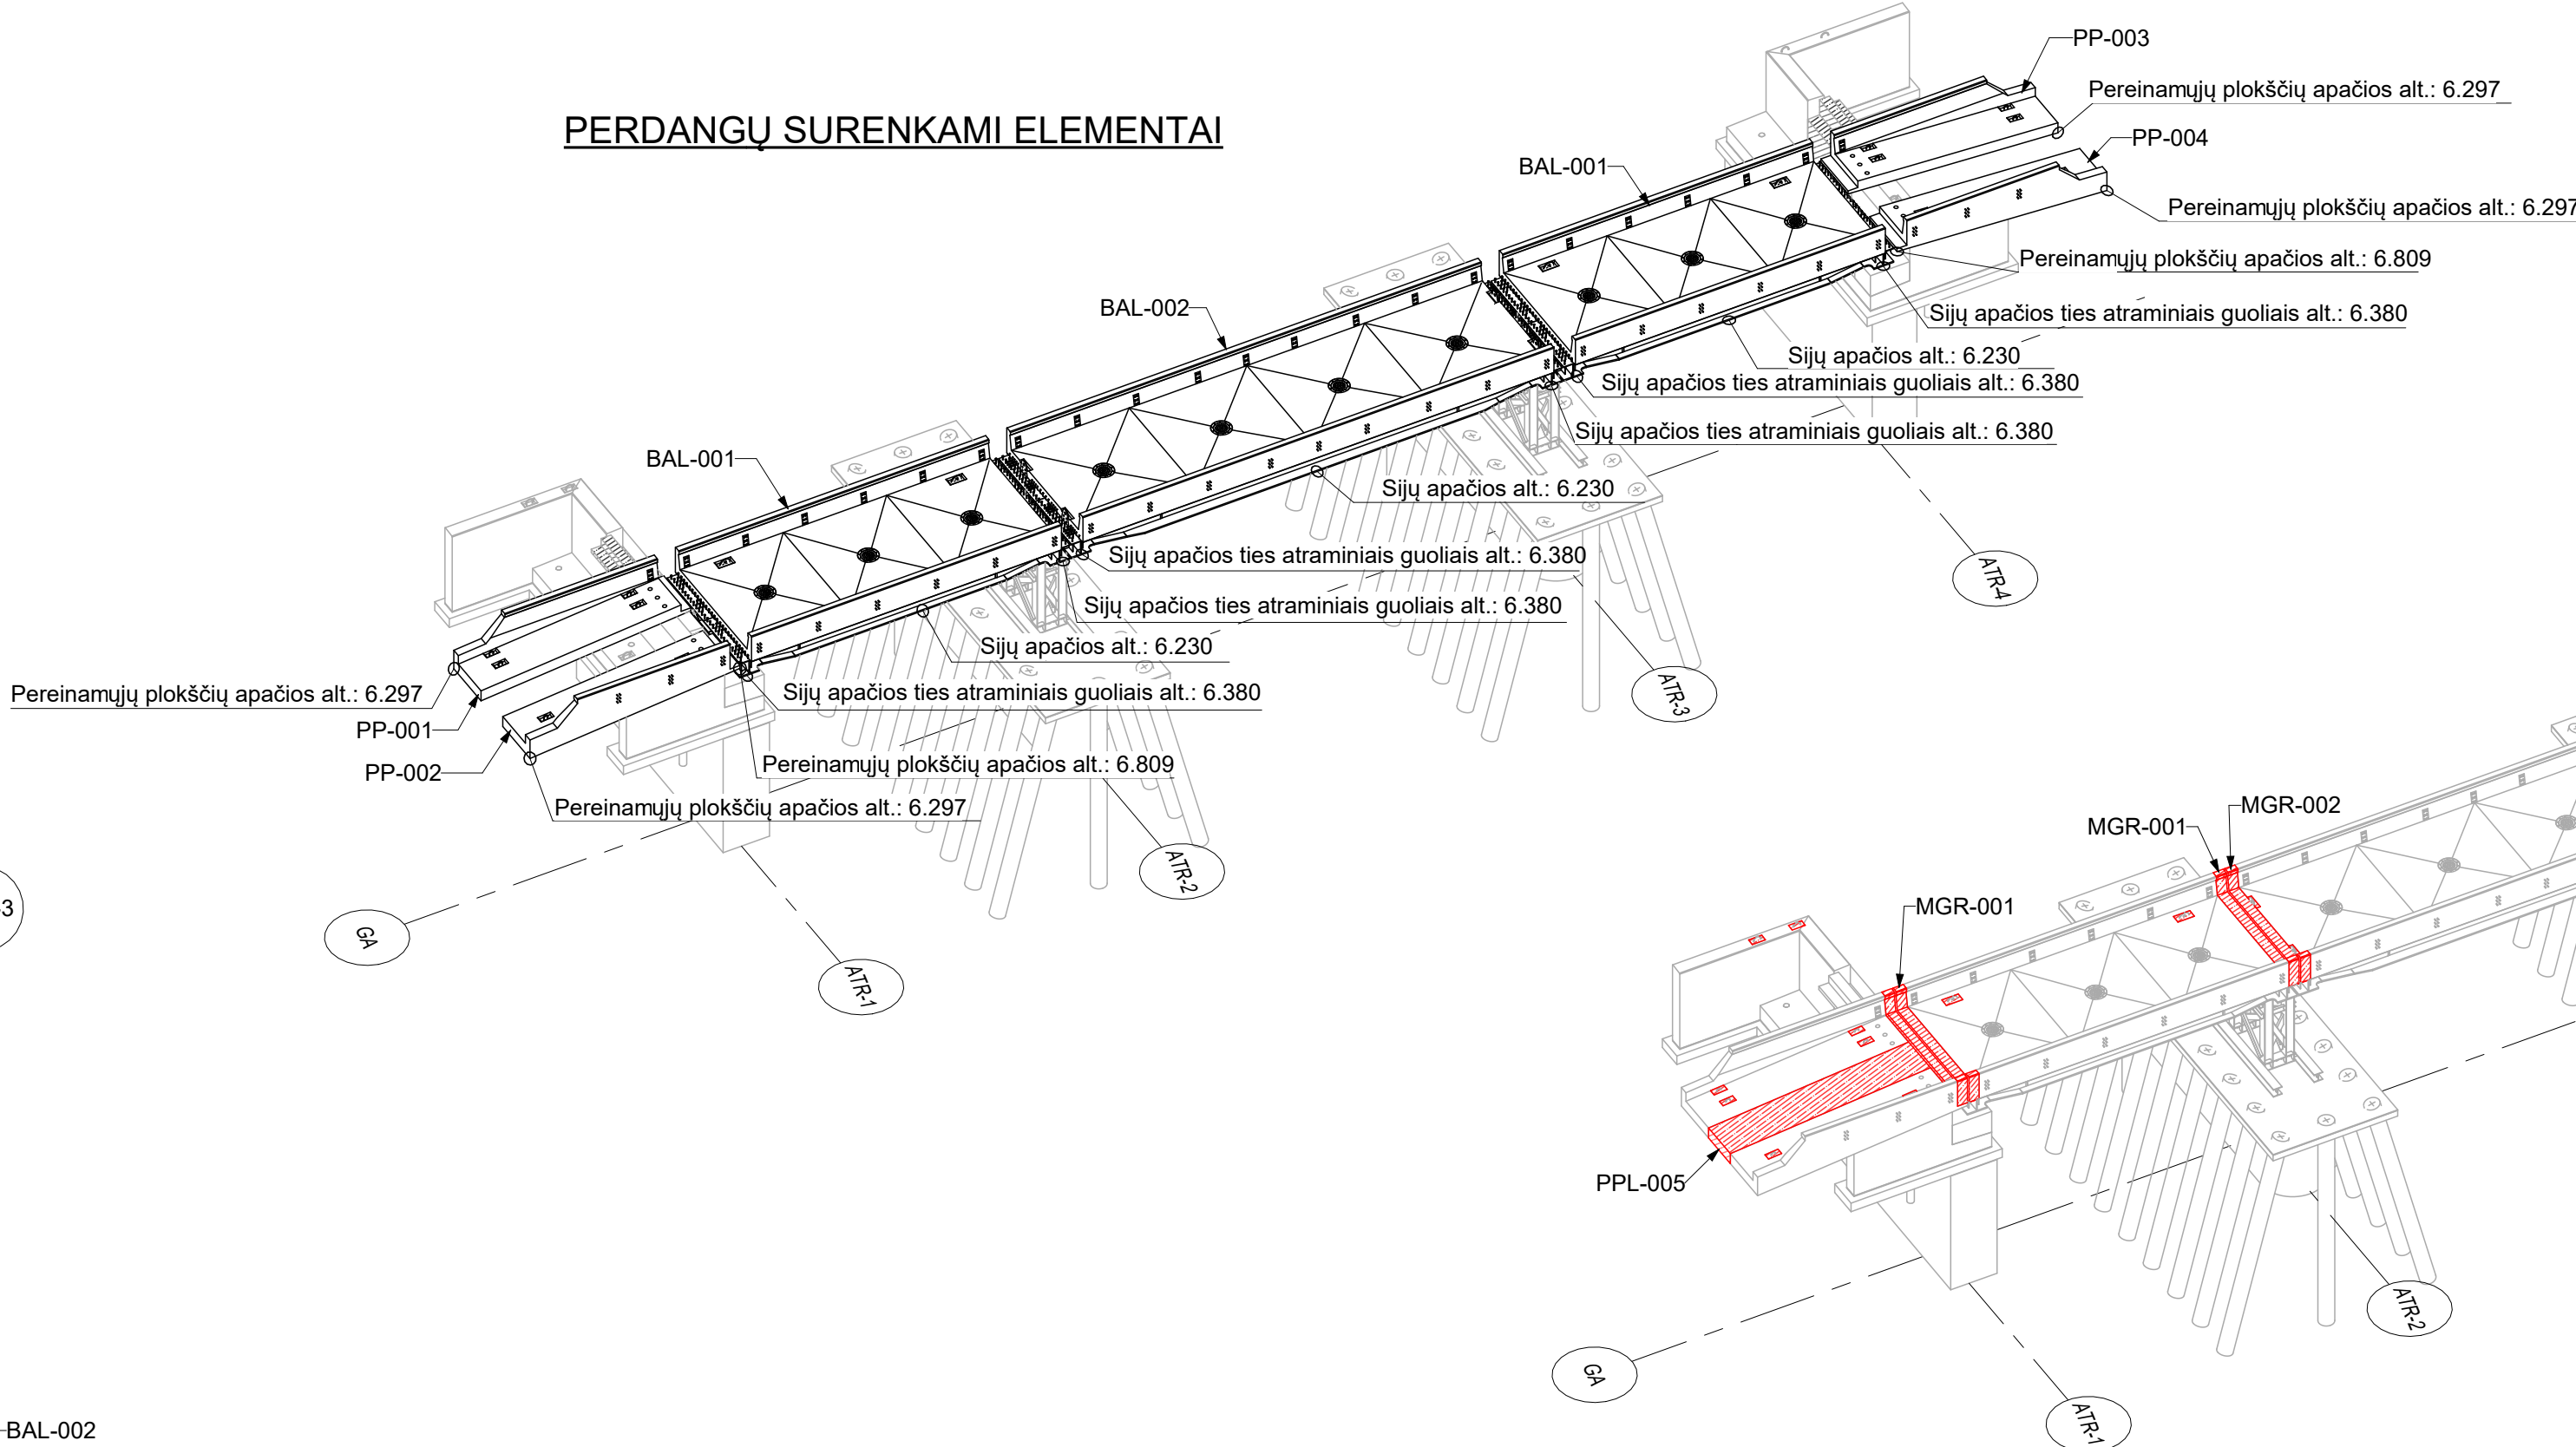 PERDANGŲ SURENKAMI ELEMENTAI
PP-003
Pereinamųjų plokščių apačios alt.: 6.297
PP-004
BAL-001
Pereinamųjų plokščių apačios alt.: 6.297
Pereinamųjų plokščių apačios alt.: 6.809
BAL-002
Sijų apačios ties atraminiais guoliais alt.: 6.380
Sijų apačios alt.: 6.230
Sijų apačios ties atraminiais guoliais alt.: 6.380
Sijų apačios ties atraminiais guoliais alt.: 6.380
BAL-001
Sijų apačios alt.: 6.230
Sijų apačios ties atraminiais guoliais alt.: 6.380
ATR-4
Sijų apačios ties atraminiais guoliais alt.: 6.380
Sijų apačios alt.: 6.230
Pereinamųjų plokščių apačios alt.: 6.297
Sijų apačios ties atraminiais guoliais alt.: 6.380
ATR-3
PP-001
Pereinamųjų plokščių apačios alt.: 6.809
PP-002
Pereinamųjų plokščių apačios alt.: 6.297
ATR-2
GA
ATR-1
3
MGR-002
MGR-001
MGR-001
PPL-005
ATR-2
GA
ATR-1
BAL-002